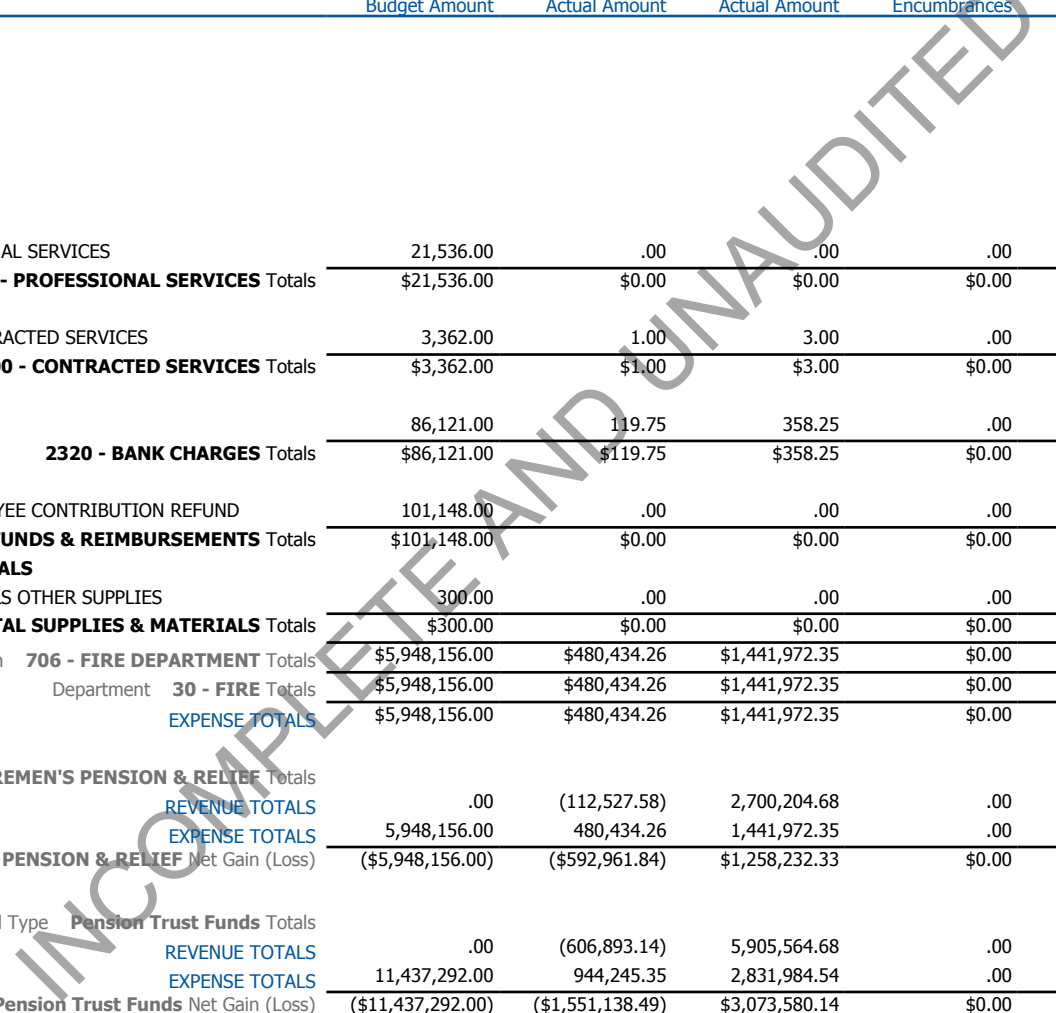 Budget Amount Actual Amount Actual Amount Encumbrances
AL SERVICES 21,536.00 .00 .00 .00
- PROFESSIONAL SERVICES Totals $21,536.00 $0.00 $0.00 $0.00
RACTED SERVICES 3,362.00 1.00 3.00 .00
00 - CONTRACTED SERVICES Totals $3,362.00 $1.00 $3.00 $0.00
86,121.00 119.75 358.25 .00
2320 - BANK CHARGES Totals $86,121.00 $119.75 $358.25 $0.00
YEE CONTRIBUTION REFUND 101,148.00 .00 .00 .00
FUNDS & REIMBURSEMENTS Totals $101,148.00 $0.00 $0.00 $0.00
ALS
LS OTHER SUPPLIES 300.00 .00 .00 .00
TAL SUPPLIES & MATERIALS Totals $300.00 $0.00 $0.00 $0.00
n 706 - FIRE DEPARTMENT Totals $5,948,156.00 $480,434.26 $1,441,972.35 $0.00
Department 30 - FIRE Totals $5,948,156.00 $480,434.26 $1,441,972.35 $0.00
EXPENSE TOTALS $5,948,156.00 $480,434.26 $1,441,972.35 $0.00
REMEN'S PENSION & RELIEF Totals
REVENUE TOTALS .00 (112,527.58) 2,700,204.68 .00
EXPENSE TOTALS 5,948,156.00 480,434.26 1,441,972.35 .00
PENSION & RELIEF Net Gain (Loss) ($5,948,156.00) ($592,961.84) $1,258,232.33 $0.00
d Type Pension Trust Funds Totals
REVENUE TOTALS .00 (606,893.14) 5,905,564.68 .00
EXPENSE TOTALS 11,437,292.00 944,245.35 2,831,984.54 .00
Pension Trust Funds Net Gain (Loss) ($11,437,292.00) ($1,551,138.49) $3,073,580.14 $0.00
INCOMPLETE AND UNAUDITED